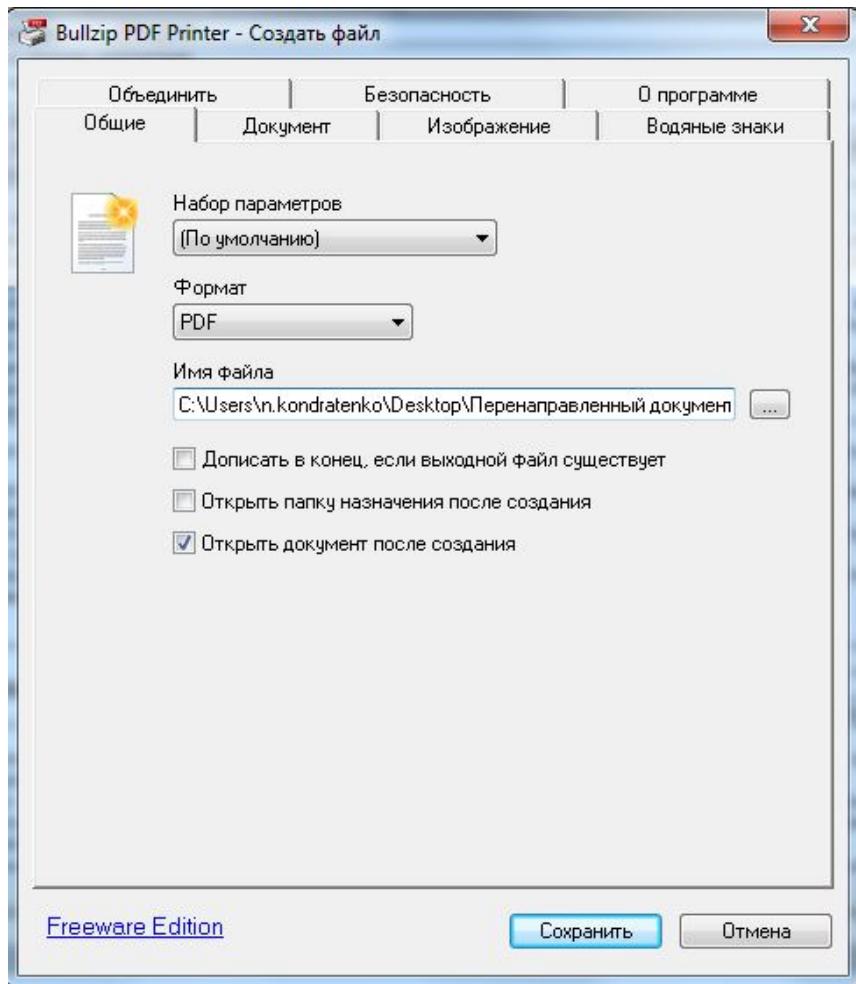 Bullzip PDF Printer - Создать файл
Объединить Безопасность О программе
Общие Документ Изображение Водяные знаки
Набор параметров
(По умолчанию)
Формат
PDF
Имя файла
C:\Users\n.kondratenko\Desktop\Перенаправленный документ
...
Дописать в конец, если выходной файл существует
Открыть папку назначения после создания
Открыть документ после создания
Freeware Edition
Сохранить Отмена